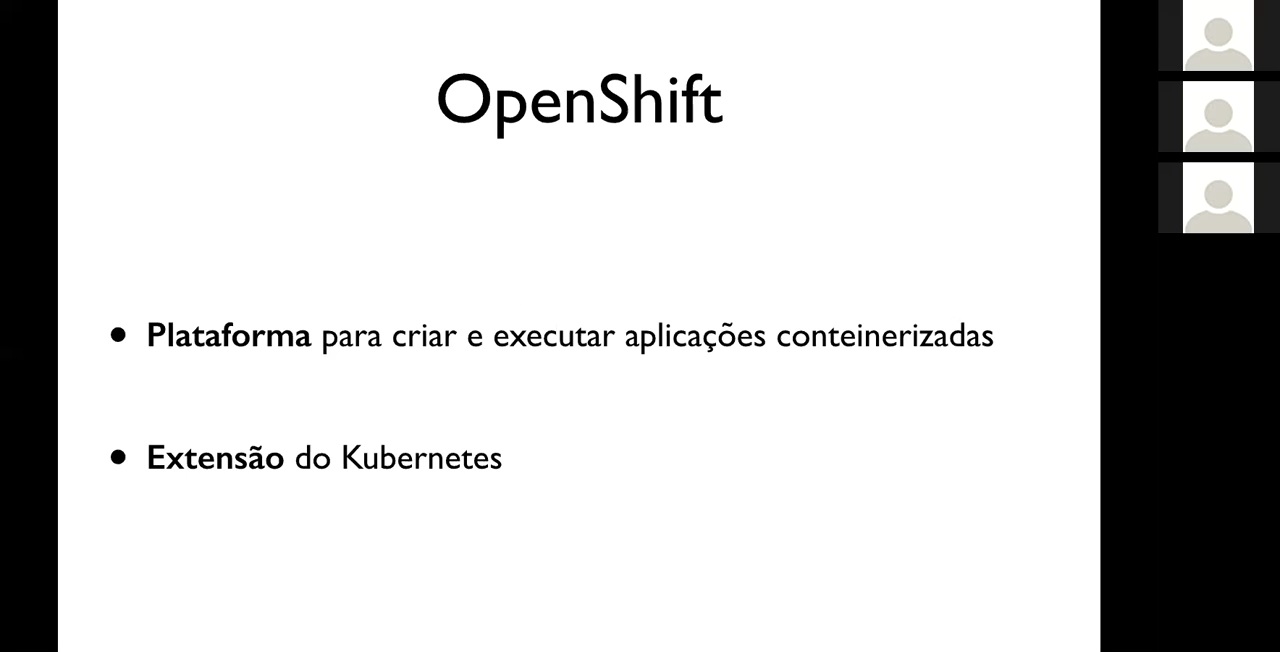 OpenShift
• Plataforma para criar e executar aplicações conteinerizadas
• Extensão do Kubernetes